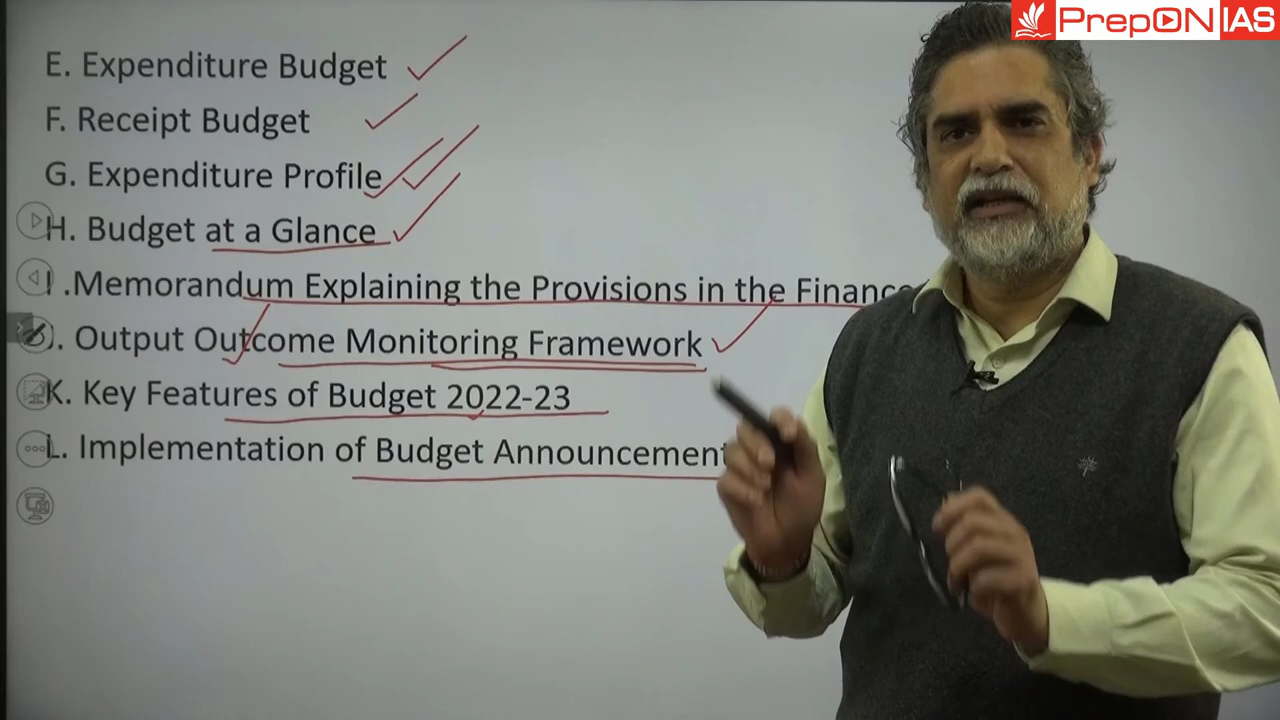 PrepON IAS
E. Expenditure Budget
F. Receipt Budget
G. Expenditure Profile
H. Budget at a Glance
I .Memorandum Explaining the Provisions in the Finance
J. Output Outcome Monitoring Framework
K. Key Features of Budget 2022-23
L. Implementation of Budget Announcement